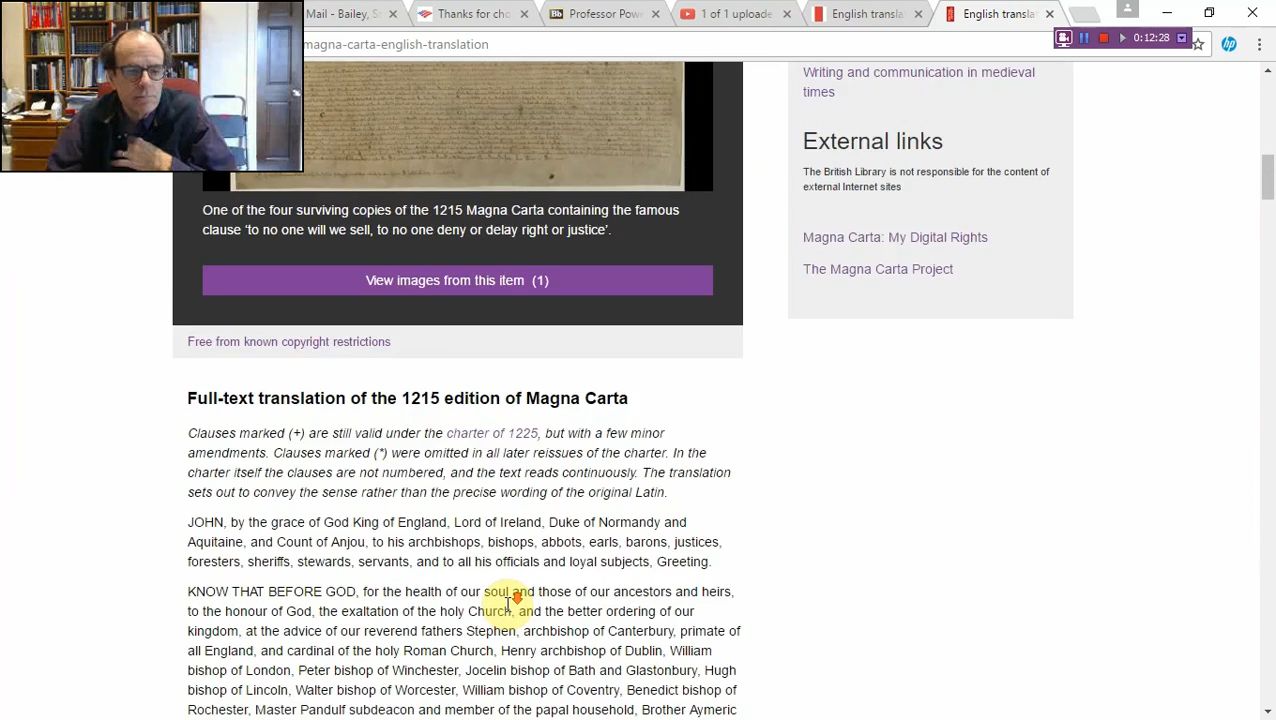 Mail - Bailey, St
Thanks for cho
Professor Pow
1 of 1 uploade
English transla
English transla
magna-carta-english-translation
0:12:28
Writing and communication in medieval
times
External links
The British Library is not responsible for the content of
external Internet sites
Magna Carta: My Digital Rights
The Magna Carta Project
One of the four surviving copies of the 1215 Magna Carta containing the famous
clause ‘to no one will we sell, to no one deny or delay right or justice’.
View images from this item (1)
Free from known copyright restrictions
Full-text translation of the 1215 edition of Magna Carta
Clauses marked (+) are still valid under the charter of 1225, but with a few minor
amendments. Clauses marked (*) were omitted in all later reissues of the charter. In the
charter itself the clauses are not numbered, and the text reads continuously. The translation
sets out to convey the sense rather than the precise wording of the original Latin.
JOHN, by the grace of God King of England, Lord of Ireland, Duke of Normandy and
Aquitaine, and Count of Anjou, to his archbishops, bishops, abbots, earls, barons, justices,
foresters, sheriffs, stewards, servants, and to all his officials and loyal subjects, Greeting.
KNOW THAT BEFORE GOD, for the health of our soul and those of our ancestors and heirs,
to the honour of God, the exaltation of the holy Church, and the better ordering of our
kingdom, at the advice of our reverend fathers Stephen, archbishop of Canterbury, primate of
all England, and cardinal of the holy Roman Church, Henry archbishop of Dublin, William
bishop of London, Peter bishop of Winchester, Jocelin bishop of Bath and Glastonbury, Hugh
bishop of Lincoln, Walter bishop of Worcester, William bishop of Coventry, Benedict bishop of
Rochester, Master Pandulf subdeacon and member of the papal household, Brother Aymeric